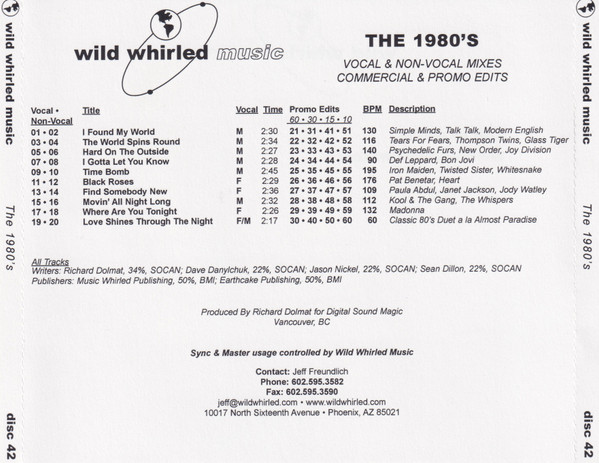 wild whirled music
The 1980's
disc 42
wild whirled music
THE 1980'S
VOCAL & NON-VOCAL MIXES
COMMERCIAL & PROMO EDITS
Vocal • Title Vocal Time Promo Edits BPM Description
Non-Vocal 60 • 30 • 15 • 10
01 • 02 I Found My World M 2:30 21 • 31 • 41 • 51 130 Simple Minds, Talk Talk, Modern English
03 • 04 The World Spins Round M 2:34 22 • 32 • 42 • 52 116 Tears For Fears, Thompson Twins, Glass Tiger
05 • 06 Hard On The Outside M 2:27 23 • 33 • 43 • 53 140 Psychedelic Furs, New Order, Joy Division
07 • 08 I Gotta Let You Know M 2:28 24 • 34 • 44 • 54 90 Def Leppard, Bon Jovi
09 • 10 Time Bomb M 2:45 25 • 35 • 45 • 55 195 Iron Maiden, Twisted Sister, Whitesnake
11 • 12 Black Roses F 2:29 26 • 36 • 46 • 56 176 Pat Benetar, Heart
13 • 14 Find Somebody New F 2:36 27 • 37 • 47 • 57 109 Paula Abdul, Janet Jackson, Jody Watley
15 • 16 Movin' All Night Long M 2:32 28 • 38 • 48 • 58 112 Kool & The Gang, The Whispers
17 • 18 Where Are You Tonight F 2:26 29 • 39 • 49 • 59 132 Madonna
19 • 20 Love Shines Through The Night F/M 2:17 30 • 40 • 50 • 60 60 Classic 80's Duet a la Almost Paradise
All Tracks
Writers: Richard Dolmat, 34%, SOCAN; Dave Danylchuk, 22%, SOCAN; Jason Nickel, 22%, SOCAN; Sean Dillon, 22%, SOCAN
Publishers: Music Whirled Publishing, 50%, BMI; Earthcake Publishing, 50%, BMI
Produced By Richard Dolmat for Digital Sound Magic
Vancouver, BC
Sync & Master usage controlled by Wild Whirled Music
Contact: Jeff Freundlich
Phone: 602.595.3582
Fax: 602.595.3590
jeff@wildwhirled.com • www.wildwhirled.com
10017 North Sixteenth Avenue • Phoenix, AZ 85021
wild whirled music
The 1980's
disc 42